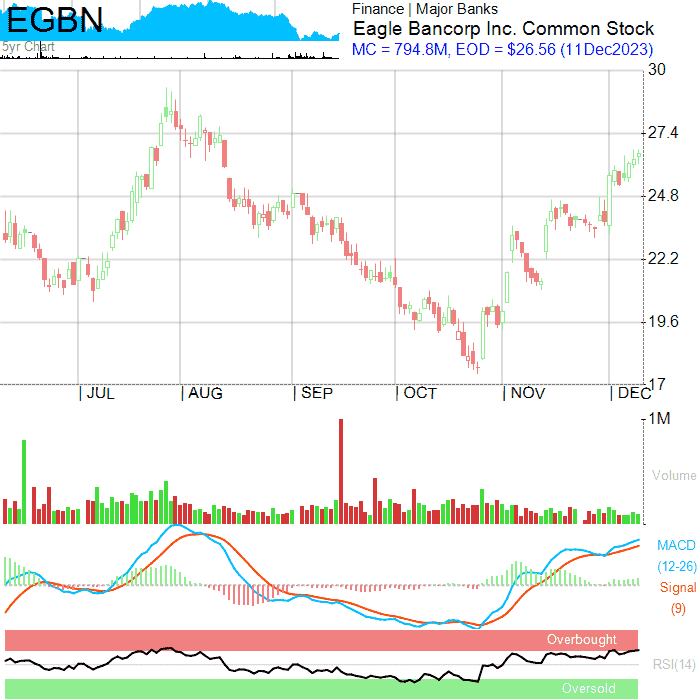 EGBN
5yr Chart
Finance | Major Banks
Eagle Bancorp Inc. Common Stock
MC = 794.8M, EOD = $26.56 (11Dec2023)
30
27.4
24.8
22.2
19.6
17
| JUL | AUG | SEP | OCT | NOV | DEC
1M
Volume
MACD
(12-26)
Signal
(9)
Overbought
RSI(14)
Oversold